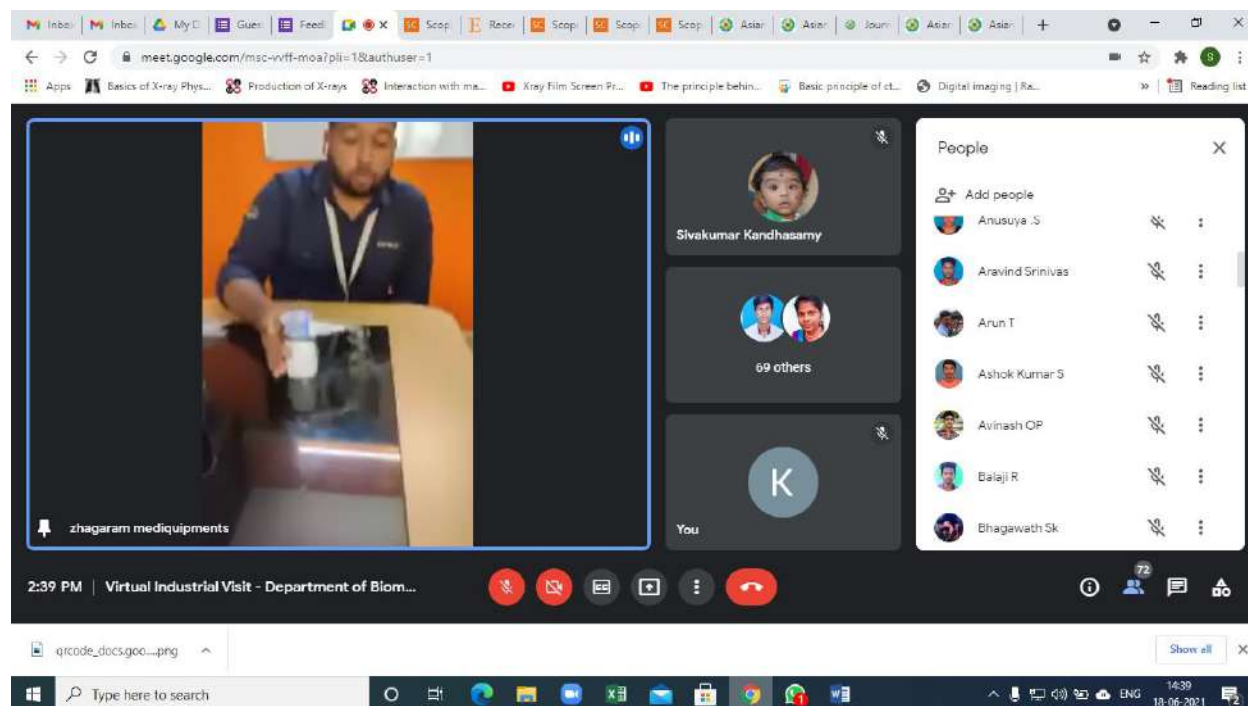 Inbo
Inbo
My D
Gues
Feed
Scop
Recei
Scop
Scop
Scop
Asian
Asian
Journ
Asian
Asian
meet.google.com/msc-vvff-moa?pli=1&authuser=1
Apps
Basics of X-ray Phys...
Production of X-rays
Interaction with ma...
Xray Film Screen Pr...
The principle behin...
Basic principle of ct...
Digital imaging | Ra...
Reading list
zhagaram mediquipments
Sivakumar Kandhasamy
69 others
K
You
People
Add people
Anusuya .S
Aravind Srinivas
Arun T
Ashok Kumar S
Avinash OP
Balaji R
Bhagawath Sk
2:39 PM | Virtual Industrial Visit - Department of Biom...
72
qrcode_docs.goo....png
Show all
Type here to search
ENG
14:39
18-06-2021